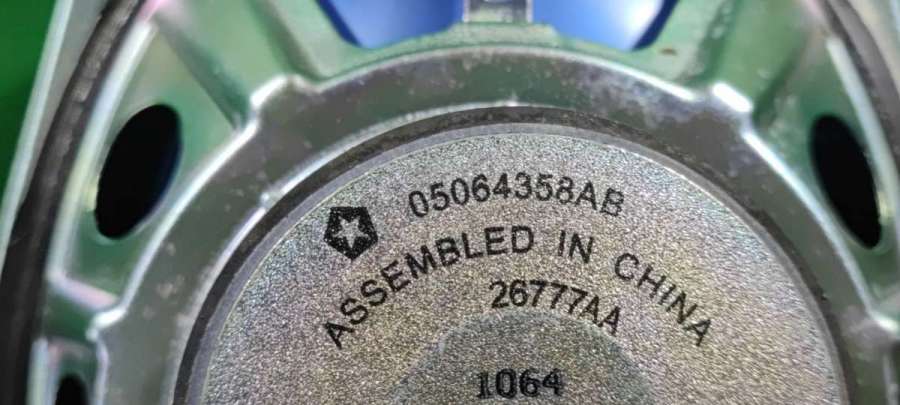 05064358AB
ASSEMBLED IN CHINA
26777AA
1064